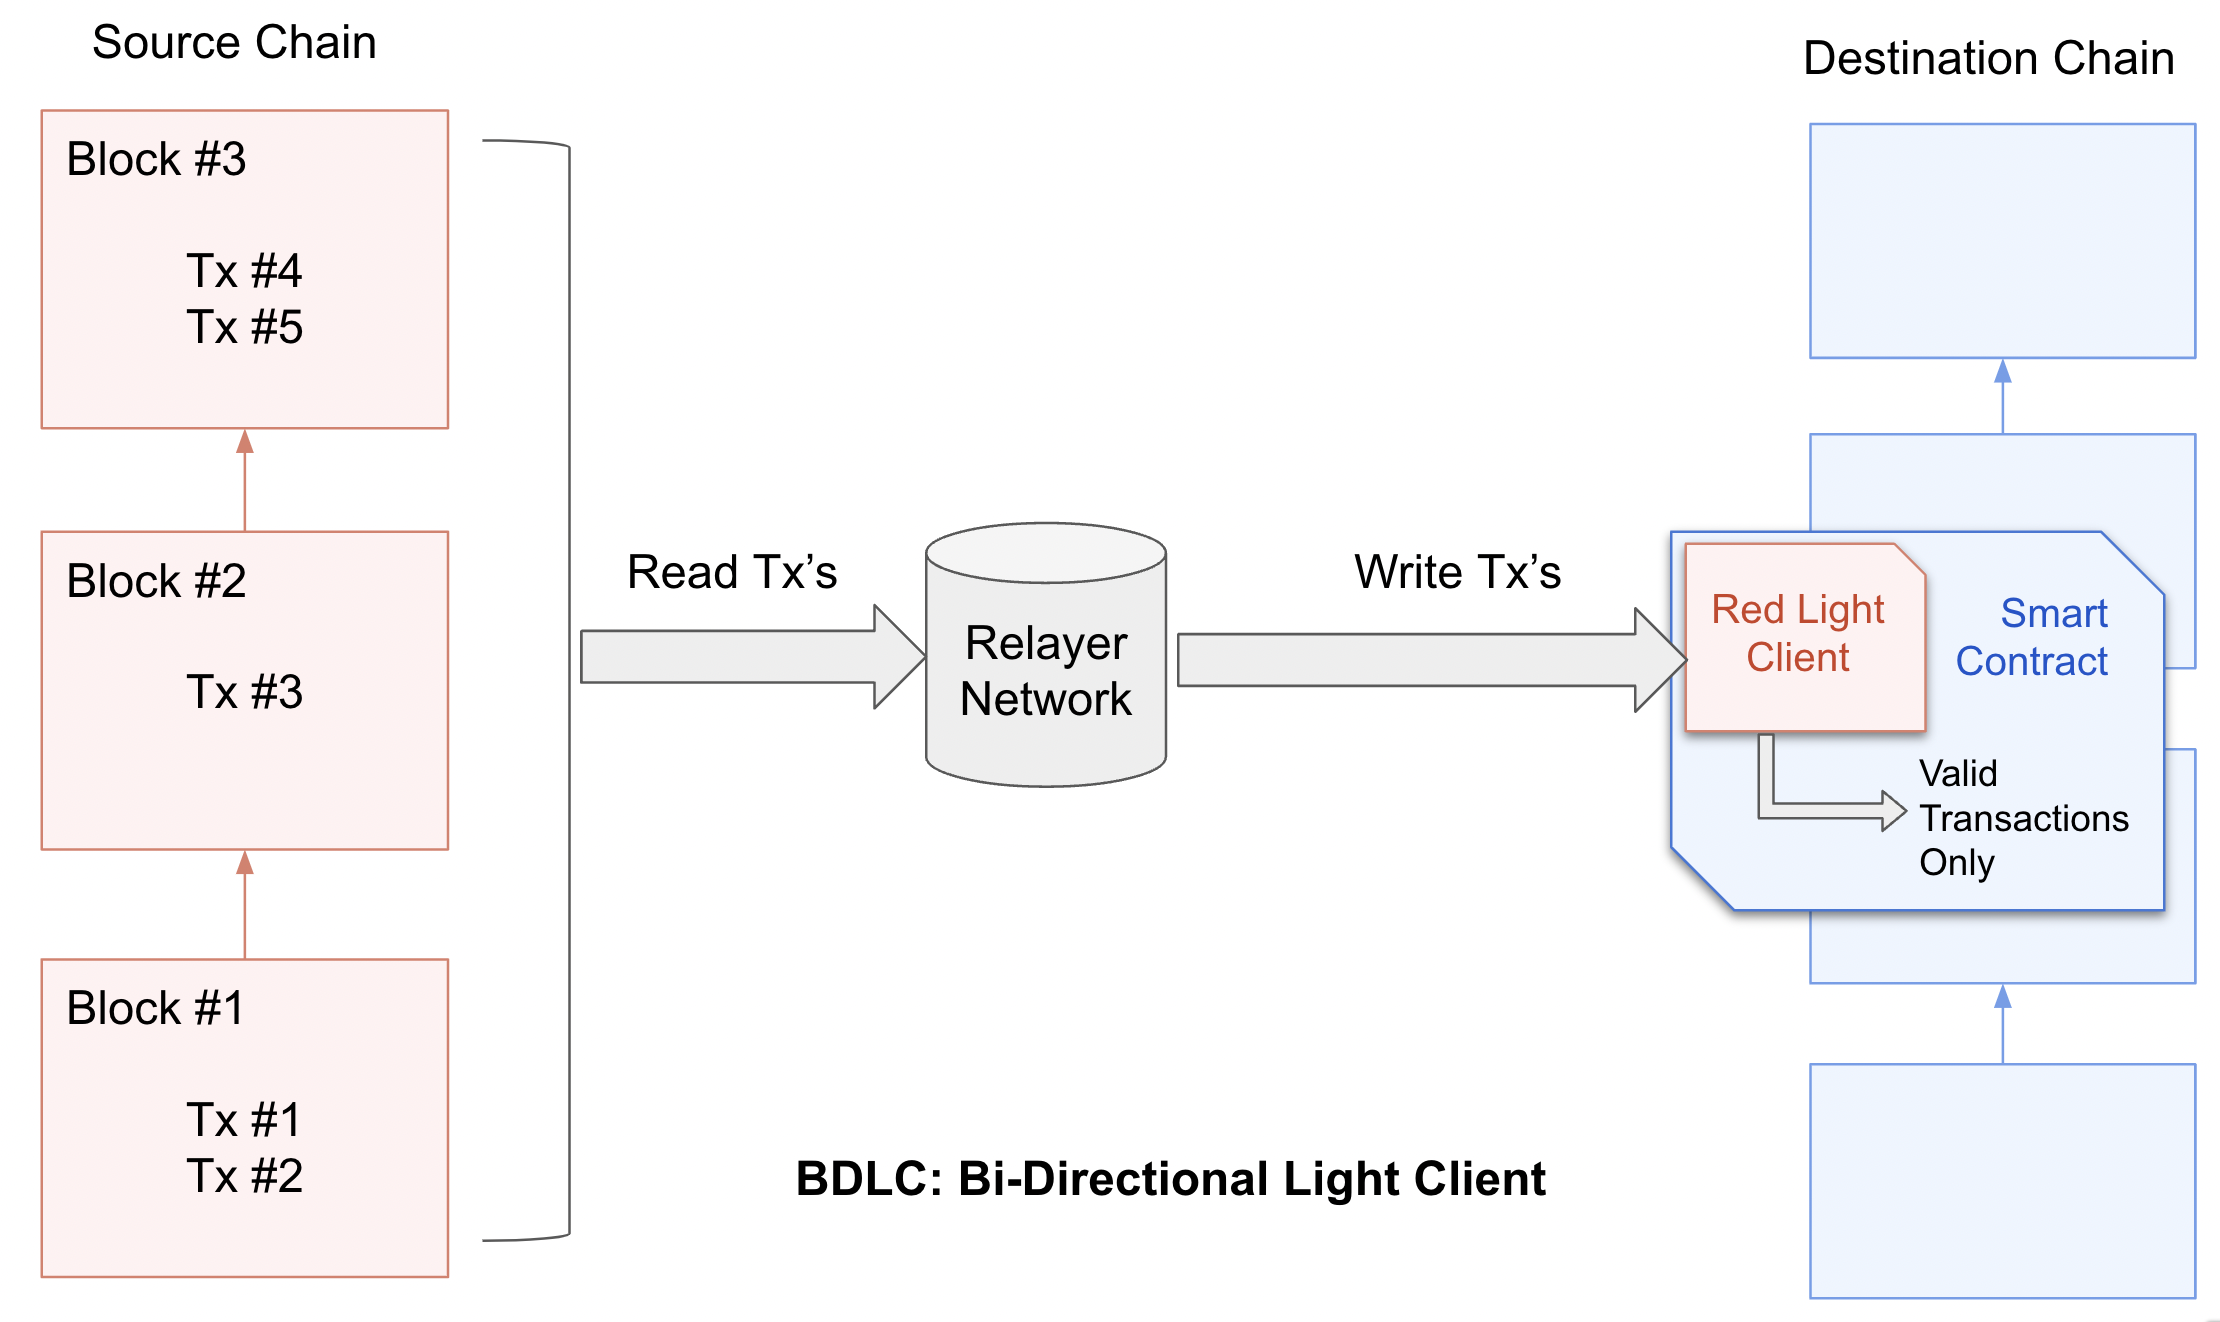 Source Chain
Block #3
Tx #4
Tx #5
Block #2
Tx #3
Block #1
Tx #1
Tx #2
Read Tx’s
Relayer
Network
Write Tx’s
BDLC: Bi-Directional Light Client
Destination Chain
Red Light
Client
Smart
Contract
Valid
Transactions
Only